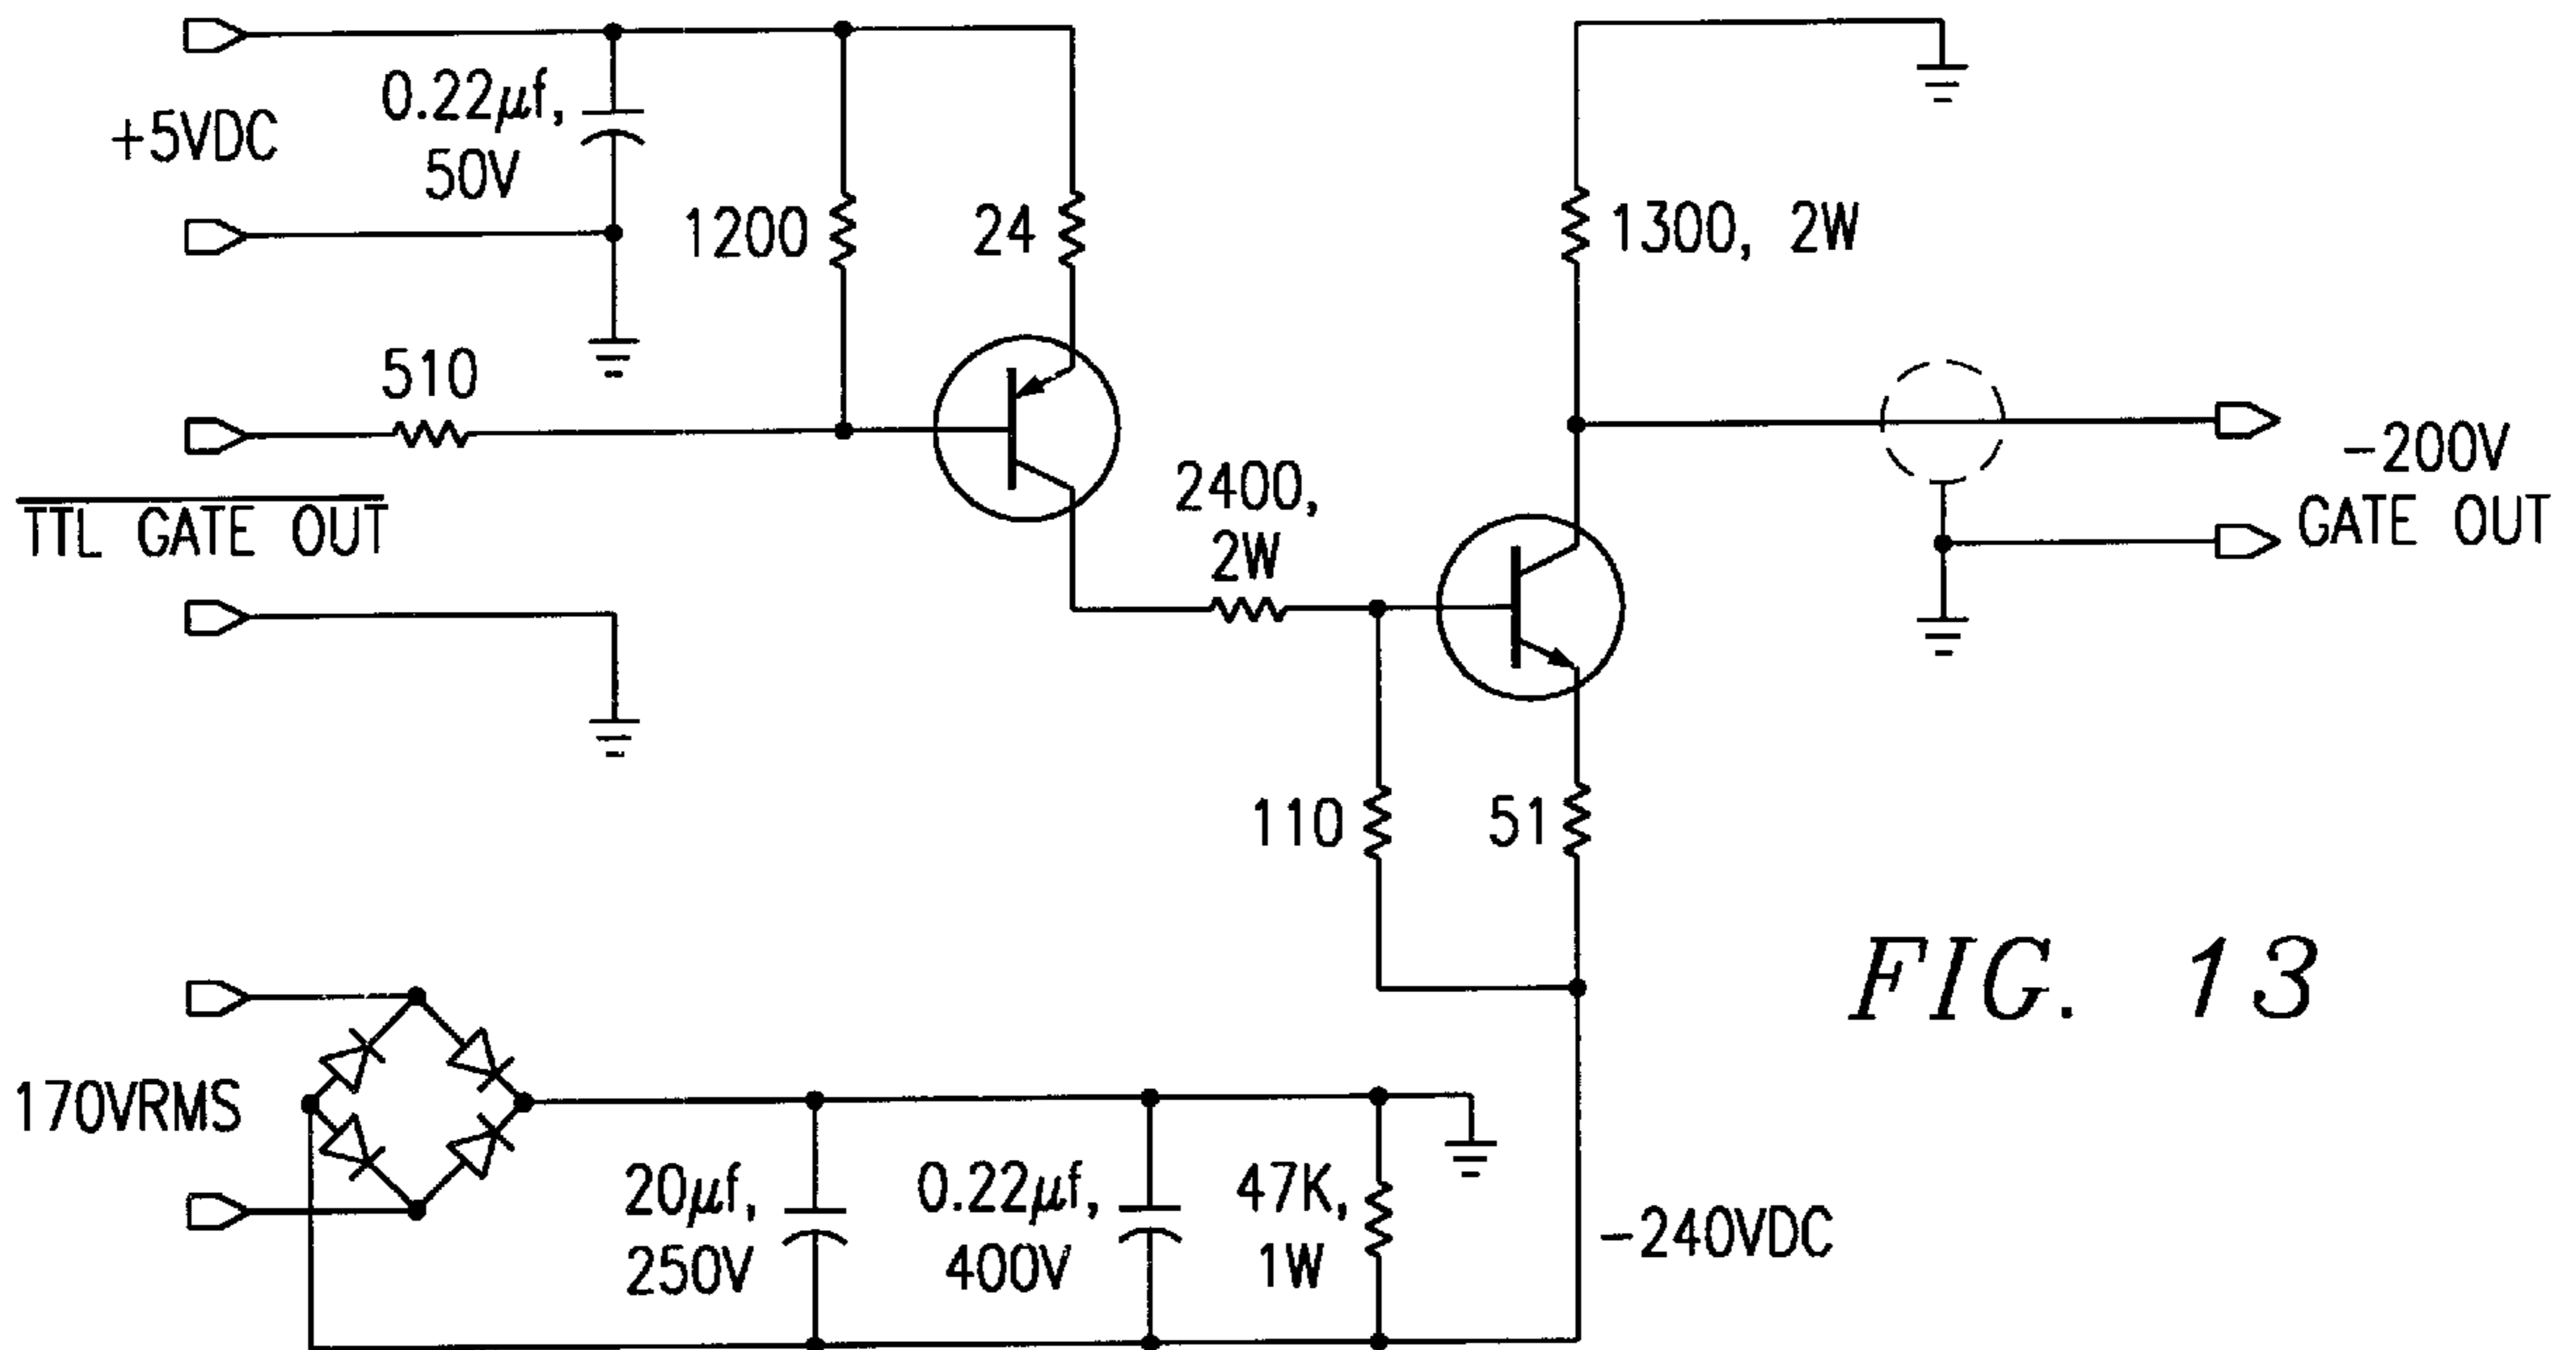 +5VDC
0.22μf,
50V
1200
24
1300, 2W
510
TTL GATE OUT
2400,
2W
-200V
GATE OUT
110
51
FIG. 13
170VRMS
20μf,
250V
0.22μf,
400V
47K,
1W
-240VDC